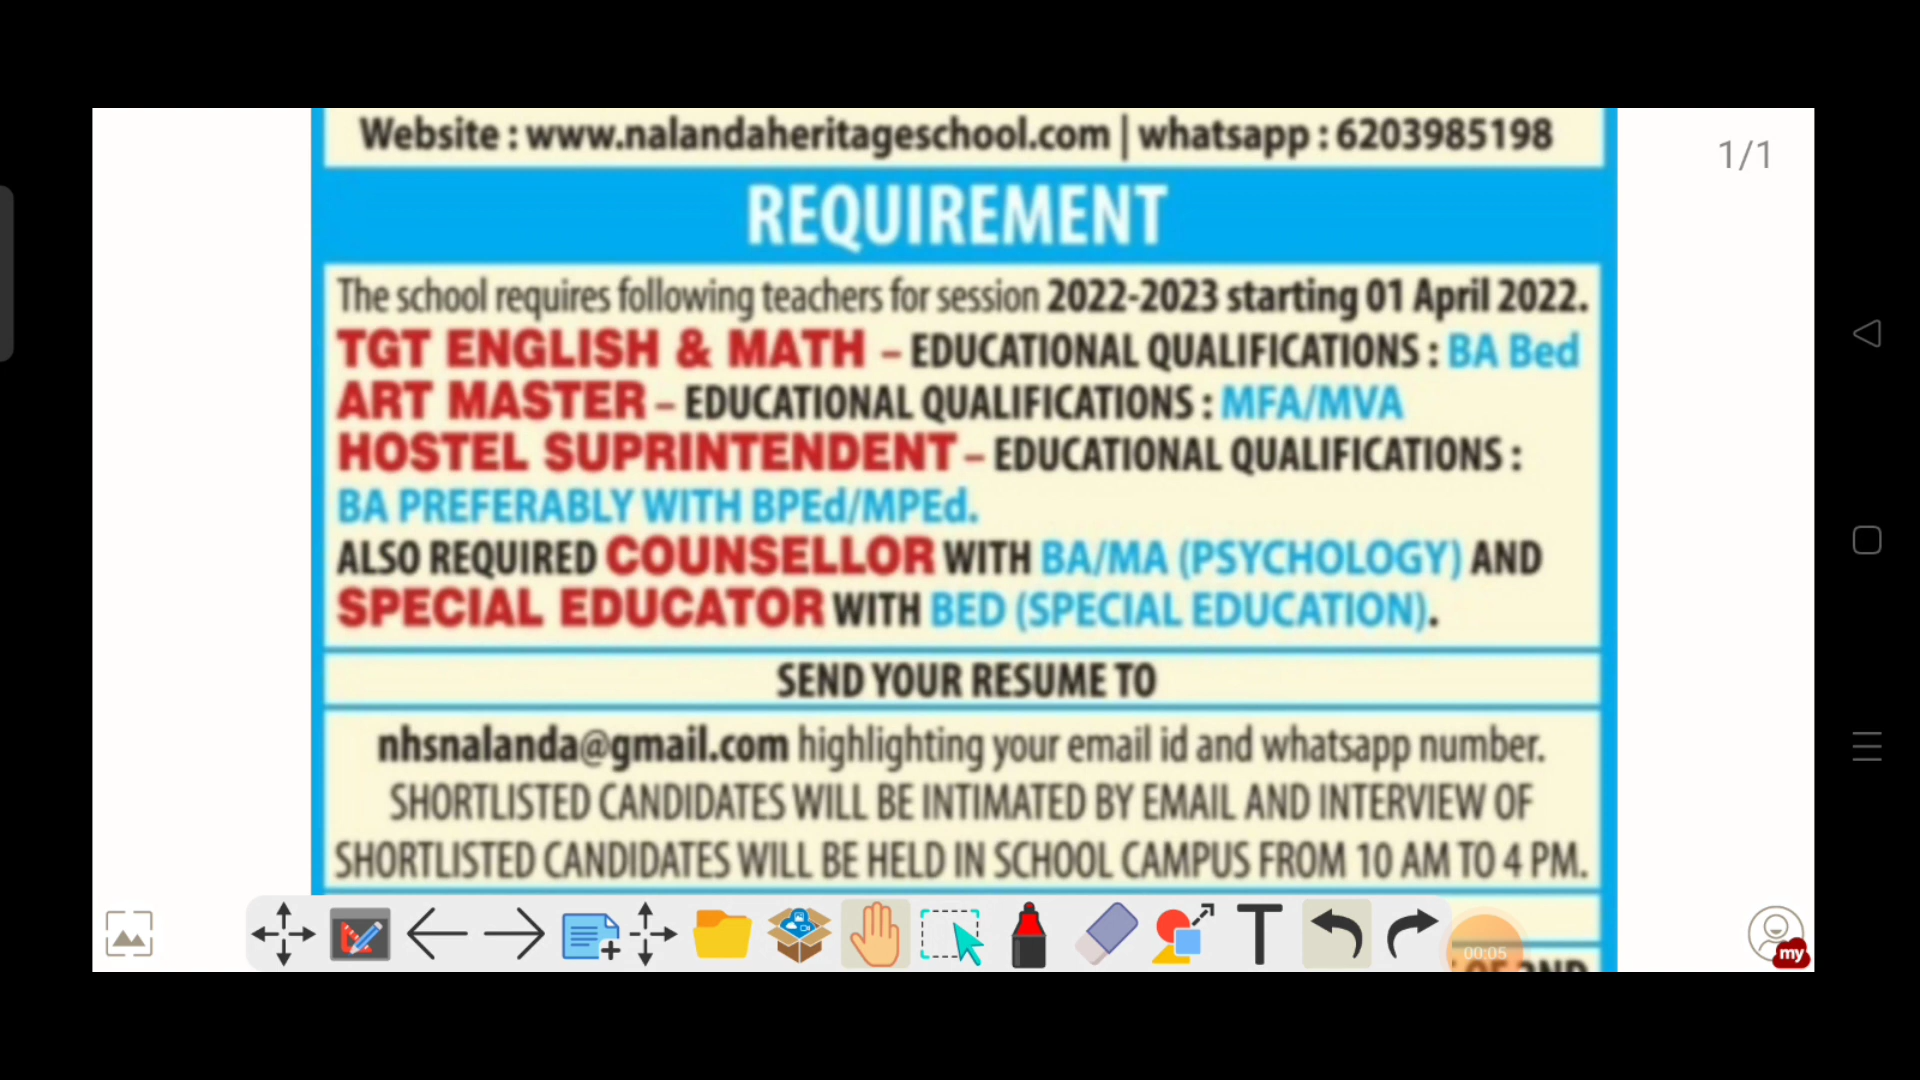 Website : www.nalandaheritageschool.com | whatsapp : 6203985198
1/1
REQUIREMENT
The school requires following teachers for session 2022-2023 starting 01 April 2022.
TGT ENGLISH & MATH – EDUCATIONAL QUALIFICATIONS : BA Bed
ART MASTER – EDUCATIONAL QUALIFICATIONS : MFA/MVA
HOSTEL SUPRINTENDENT – EDUCATIONAL QUALIFICATIONS :
BA PREFERABLY WITH BPEd/MPEd.
ALSO REQUIRED COUNSELLOR WITH BA/MA (PSYCHOLOGY) AND
SPECIAL EDUCATOR WITH BED (SPECIAL EDUCATION).
SEND YOUR RESUME TO
nhsnalanda@gmail.com highlighting your email id and whatsapp number.
SHORTLISTED CANDIDATES WILL BE INTIMATED BY EMAIL AND INTERVIEW OF
SHORTLISTED CANDIDATES WILL BE HELD IN SCHOOL CAMPUS FROM 10 AM TO 4 PM.
T
00:05
my